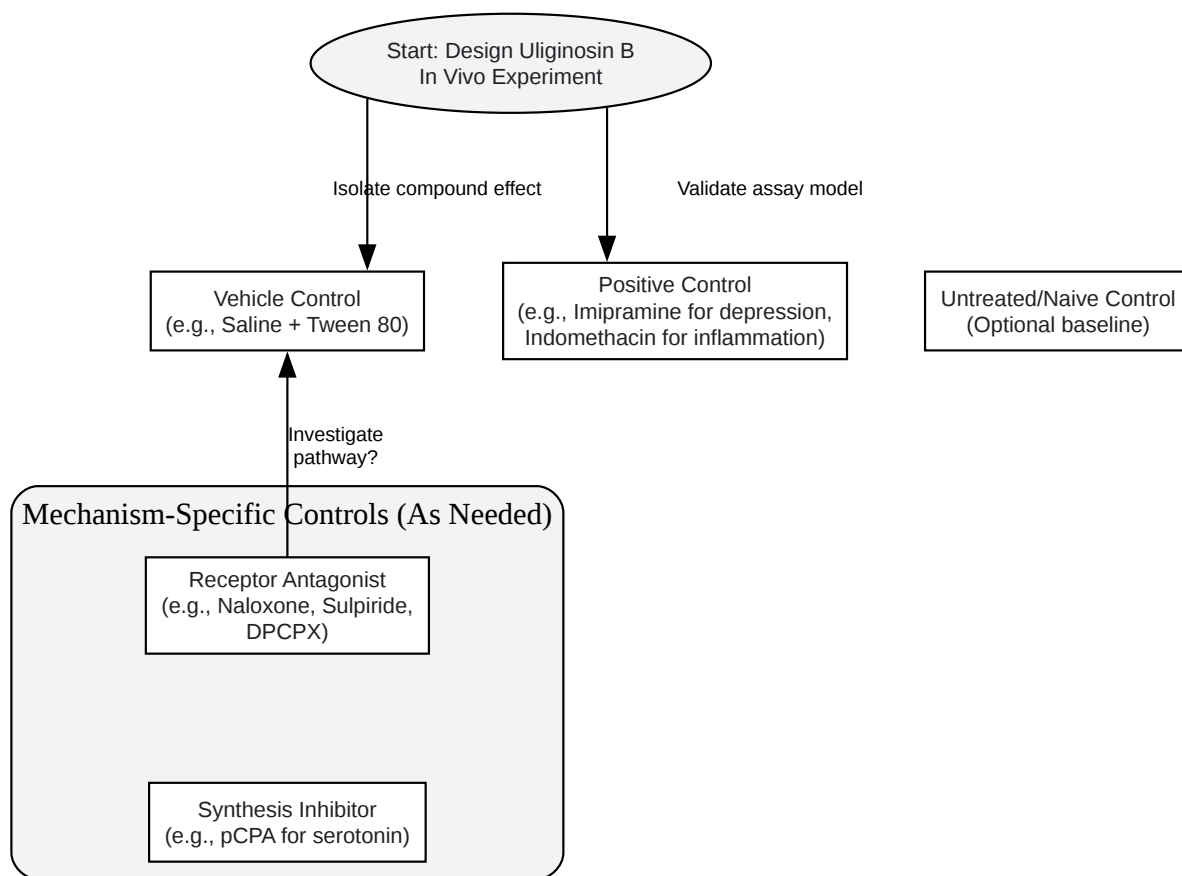 Start: Design Uliginosin B
In Vivo Experiment
Isolate compound effect
Validate assay model
Vehicle Control
(e.g., Saline + Tween 80)
Positive Control
(e.g., Imipramine for depression,
Indomethacin for inflammation)
Untreated/Naive Control
(Optional baseline)
Investigate
pathway?
Mechanism-Specific Controls (As Needed)
Receptor Antagonist
(e.g., Naloxone, Sulpiride,
DPCPX)
Synthesis Inhibitor
(e.g., pCPA for serotonin)